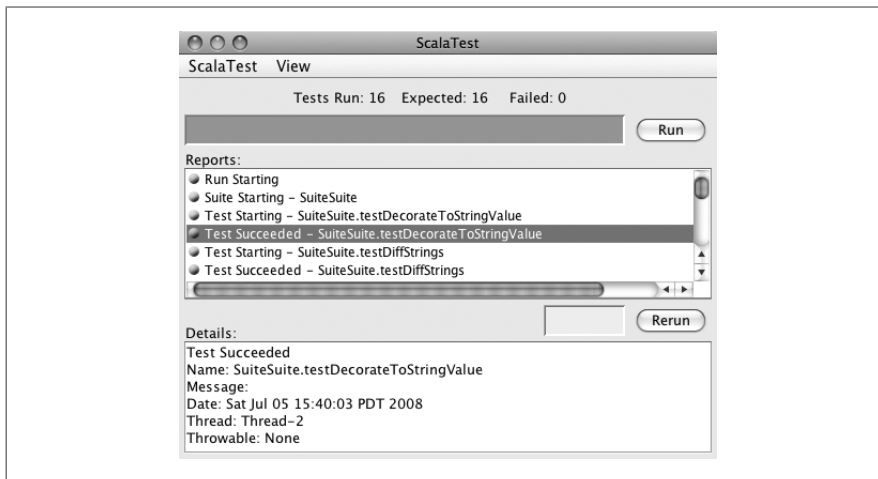 ScalaTest
ScalaTest View
Tests Run: 16 Expected: 16 Failed: 0
Run
Reports:
Run Starting
Suite Starting – SuiteSuite
Test Starting – SuiteSuite.testDecorateToStringValue
Test Succeeded – SuiteSuite.testDecorateToStringValue
Test Starting – SuiteSuite.testDiffStrings
Test Succeeded – SuiteSuite.testDiffStrings
Rerun
Details:
Test Succeeded
Name: SuiteSuite.testDecorateToStringValue
Message:
Date: Sat Jul 05 15:40:03 PDT 2008
Thread: Thread-2
Throwable: None